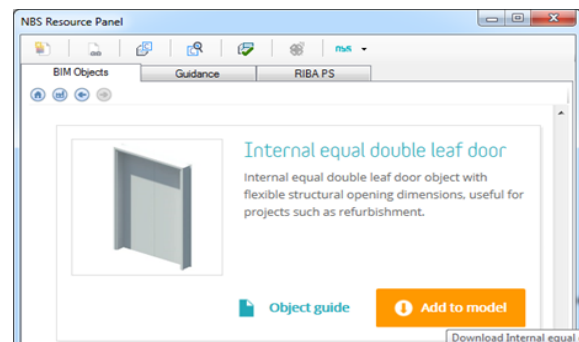 NBS Resource Panel
nbs
BIM Objects Guidance RIBA PS
Internal equal double leaf door
Internal equal double leaf door object with
flexible structural opening dimensions, useful for
projects such as refurbishment.
Object guide Add to model
Download Internal equal